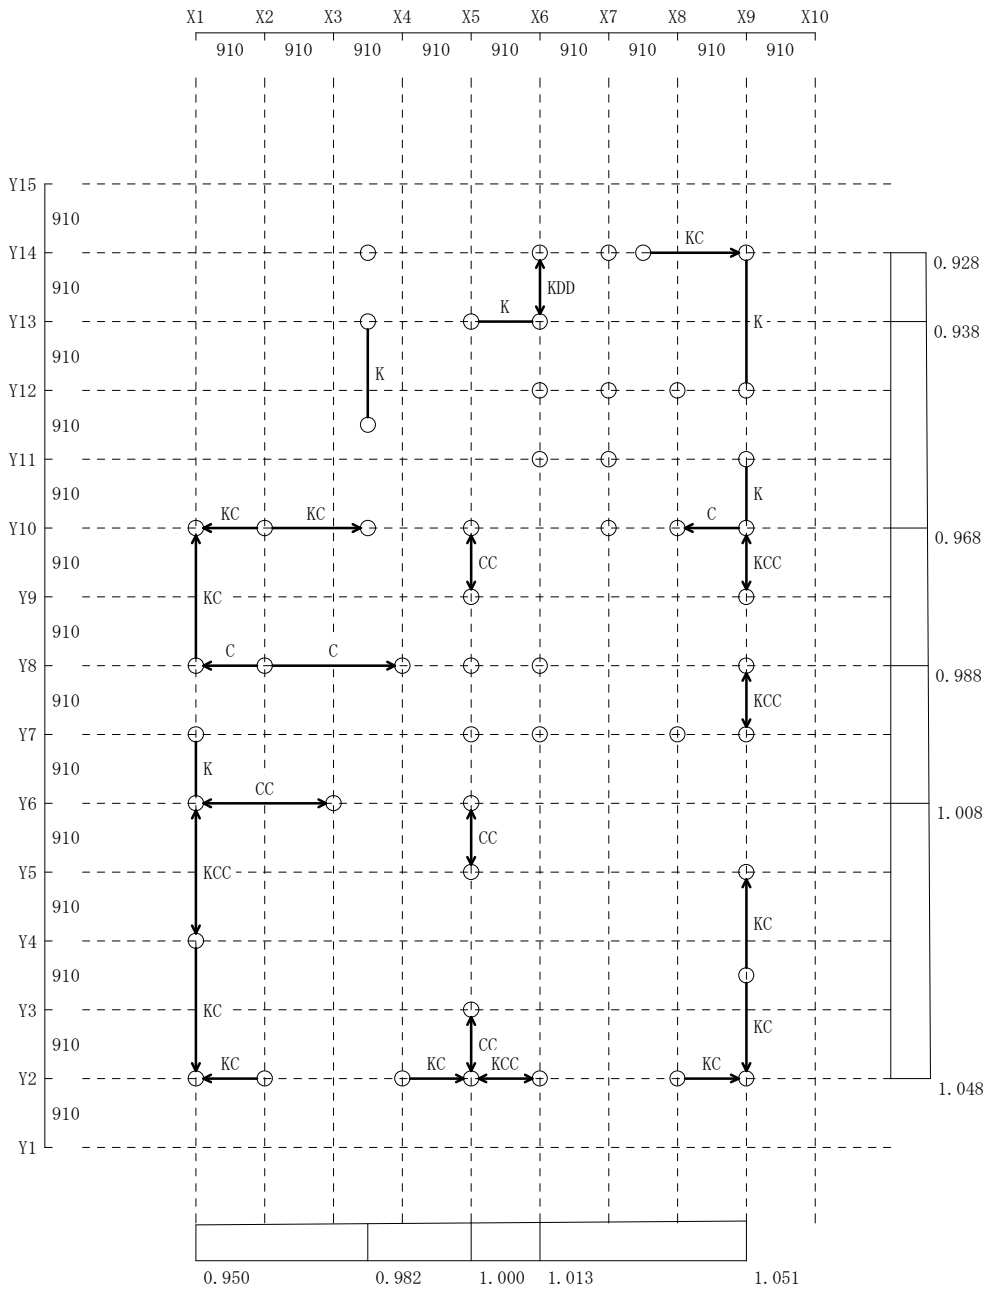 X1 X2 X3 X4 X5 X6 X7 X8 X9 X10
910 910 910 910 910 910 910 910 910
Y15
910
KC
Y14
0.928
910
KDD
K
Y13
K
0.938
910
K
Y12
910
Y11
910
K
KC KC C
Y10
0.968
910
CC
KCC
Y9
KC
910
C C
Y8
0.988
910
KCC
Y7
910
K
CC
Y6
1.008
910
CC
Y5
KCC
910
KC
Y4
910
Y3
KC
KC
910
CC
KC KC KCC KC
Y2
1.048
910
Y1
0.950 0.982 1.000 1.013 1.051